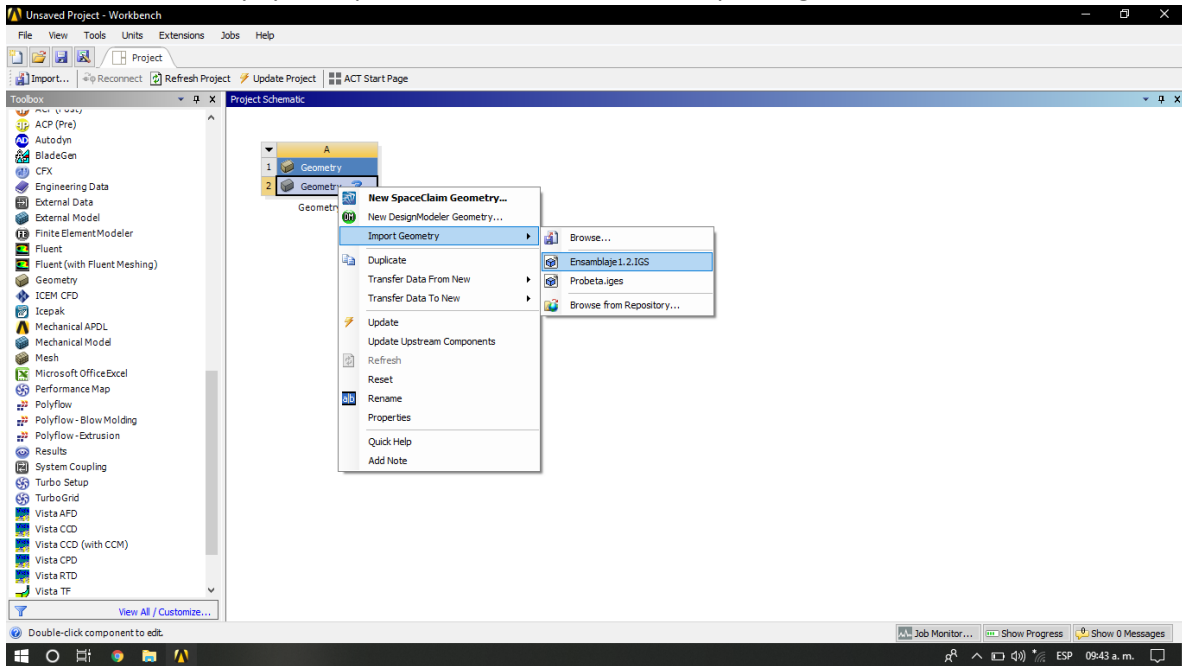 Unsaved Project - Workbench
File View Tools Units Extensions Jobs Help
Project
Import... Reconnect Refresh Project Update Project ACT Start Page
Toolbox
Project Schematic
ACP (Pre)
Autodyn
BladeGen
CFX
Engineering Data
External Data
External Model
Finite Element Modeler
Fluent
Fluent (with Fluent Meshing)
Geometry
ICEM CFD
Icepak
Mechanical APDL
Mechanical Model
Mesh
Microsoft Office Excel
Performance Map
Polyflow
Polyflow - Blow Molding
Polyflow - Extrusion
Results
System Coupling
Turbo Setup
TurboGrid
Vista AFD
Vista CCD
Vista CCD (with CCM)
Vista CPD
Vista RTD
Vista TF
View All / Customize...
A
1 Geometry
2 Geometry
Geometry
New SpaceClaim Geometry...
New DesignModeler Geometry...
Import Geometry
Duplicate
Transfer Data From New
Transfer Data To New
Update
Update Upstream Components
Refresh
Reset
Rename
Properties
Quick Help
Add Note
Browse...
Ensamblaje1.2.IGS
Probeta.iges
Browse from Repository...
Double-click component to edit.
Job Monitor... Show Progress Show 0 Messages
ESP 09:43 a. m.